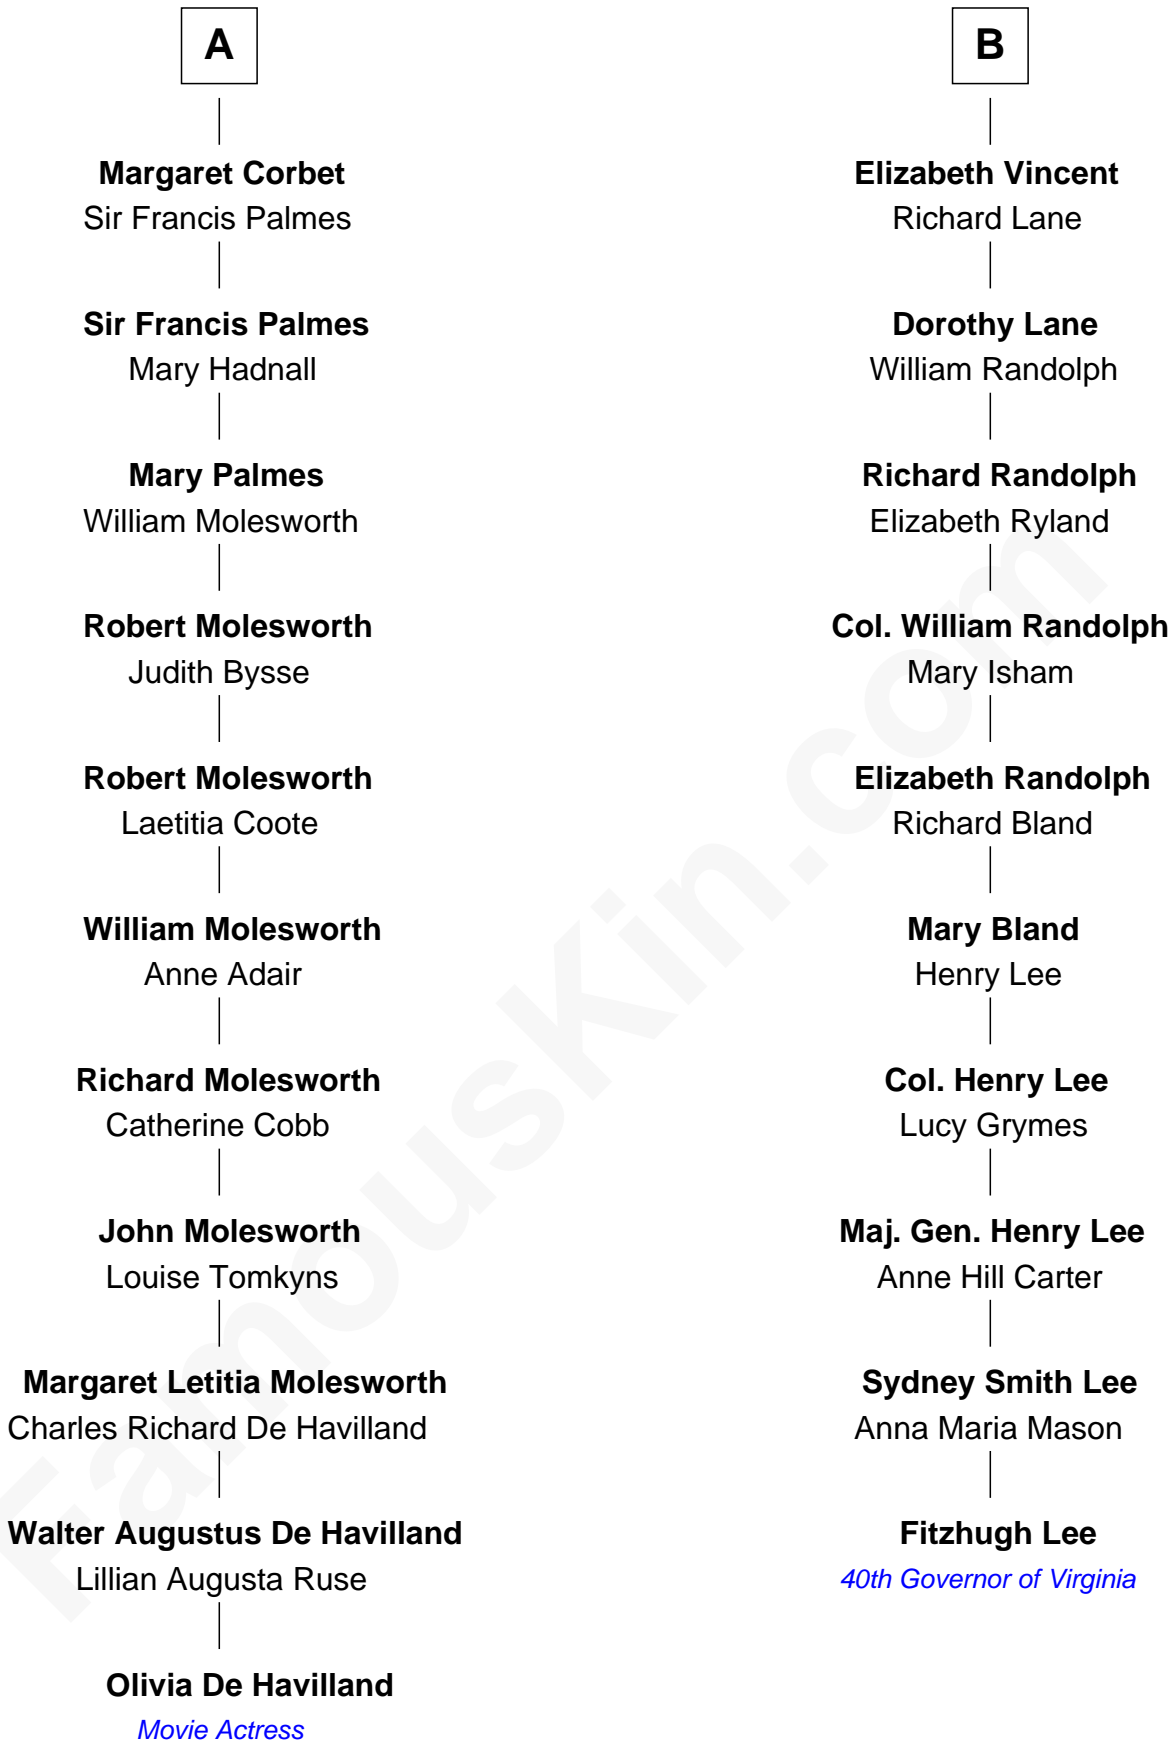 A
Margaret Corbet
Sir Francis Palmes
Sir Francis Palmes
Mary Hadnall
Mary Palmes
William Molesworth
Robert Molesworth
Judith Bysse
Robert Molesworth
Laetitia Coote
William Molesworth
Anne Adair
Richard Molesworth
Catherine Cobb
John Molesworth
Louise Tomkyns
Margaret Letitia Molesworth
Charles Richard De Havilland
Walter Augustus De Havilland
Lillian Augusta Ruse
Olivia De Havilland
Movie Actress
B
Elizabeth Vincent
Richard Lane
Dorothy Lane
William Randolph
Richard Randolph
Elizabeth Ryland
Col. William Randolph
Mary Isham
Elizabeth Randolph
Richard Bland
Mary Bland
Henry Lee
Col. Henry Lee
Lucy Grymes
Maj. Gen. Henry Lee
Anne Hill Carter
Sydney Smith Lee
Anna Maria Mason
Fitzhugh Lee
40th Governor of Virginia
FamousKin.com